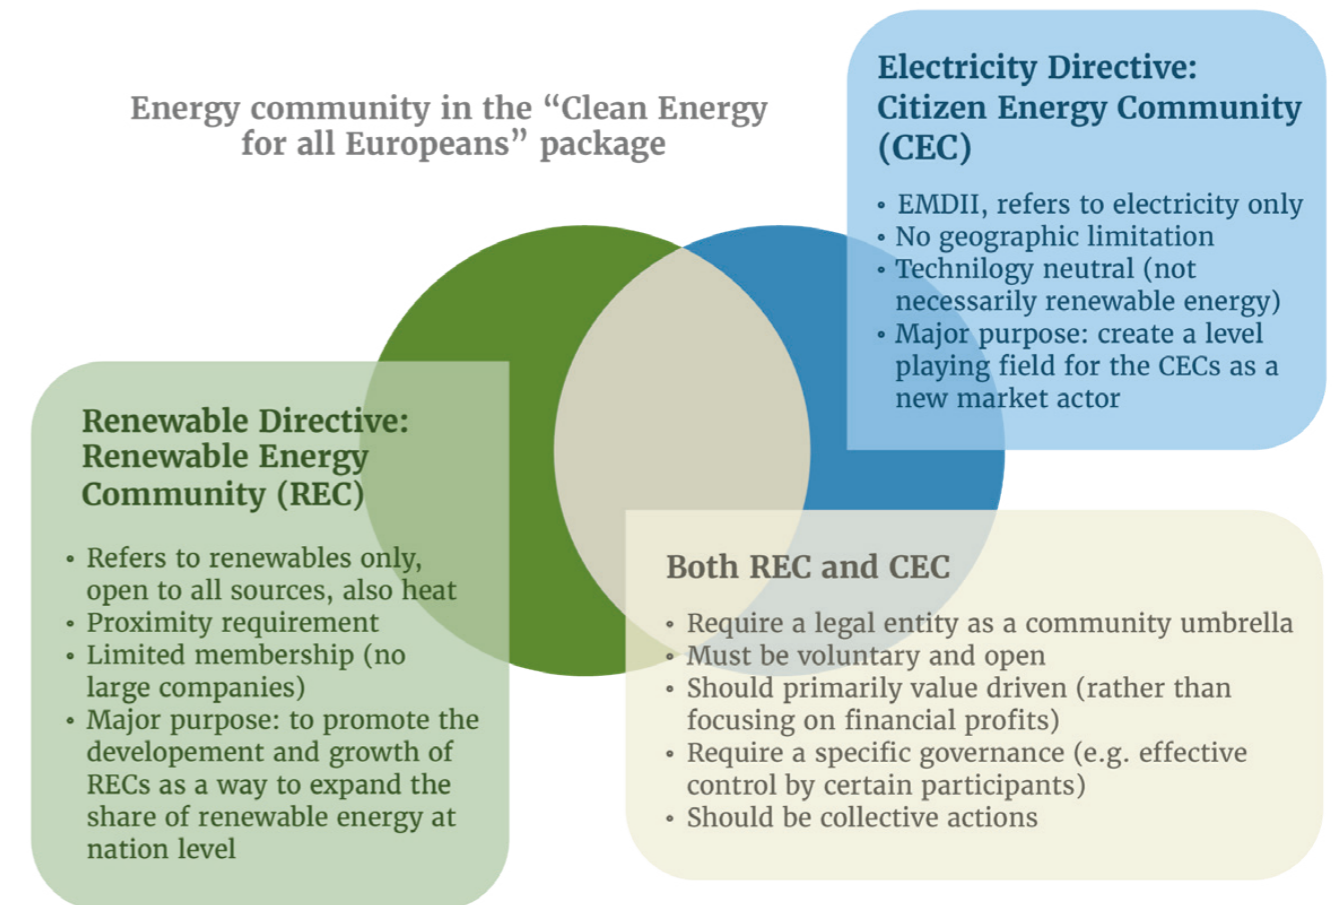 Energy community in the “Clean Energy
for all Europeans” package
Electricity Directive:
Citizen Energy Community
(CEC)
• EMDII, refers to electricity only
• No geographic limitation
• Technilogy neutral (not
necessarily renewable energy)
• Major purpose: create a level
playing field for the CECs as a
new market actor
Renewable Directive:
Renewable Energy
Community (REC)
• Refers to renewables only,
open to all sources, also heat
• Proximity requirement
• Limited membership (no
large companies)
• Major purpose: to promote the
developement and growth of
RECs as a way to expand the
share of renewable energy at
nation level
Both REC and CEC
• Require a legal entity as a community umbrella
• Must be voluntary and open
• Should primarily value driven (rather than
focusing on financial profits)
• Require a specific governance (e.g. effective
control by certain participants)
• Should be collective actions